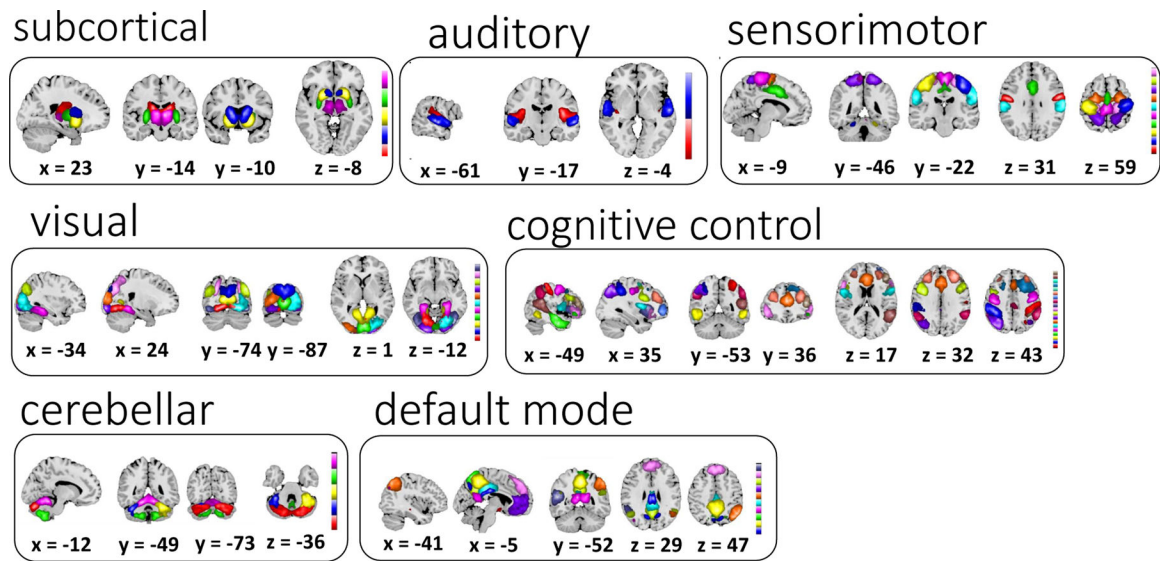 subcortical
auditory
sensorimotor
x = 23 y = -14 y = -10 z = -8
x = -61 y = -17 z = -4
x = -9 y = -46 y = -22 z = 31 z = 59
visual
cognitive control
x = -34 x = 24 y = -74 y = -87 z = 1 z = -12
x = -49 x = 35 y = -53 y = 36 z = 17 z = 32 z = 43
cerebellar
default mode
x = -12 y = -49 y = -73 z = -36
x = -41 x = -5 y = -52 z = 29 z = 47